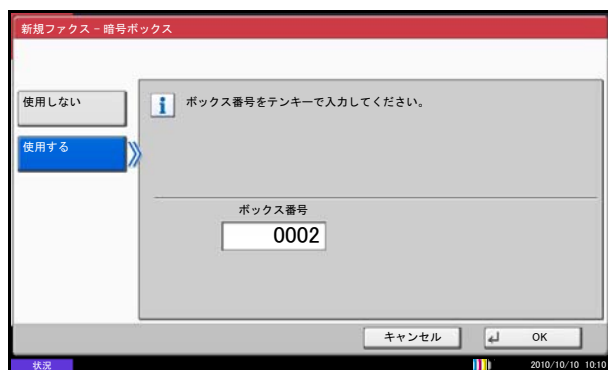 新規ファクス - 暗号ボックス
使用しない
ボックス番号をテンキーで入力してください。
使用する
ボックス番号
0002
キャンセル
OK
状況
2010/10/10 10:10